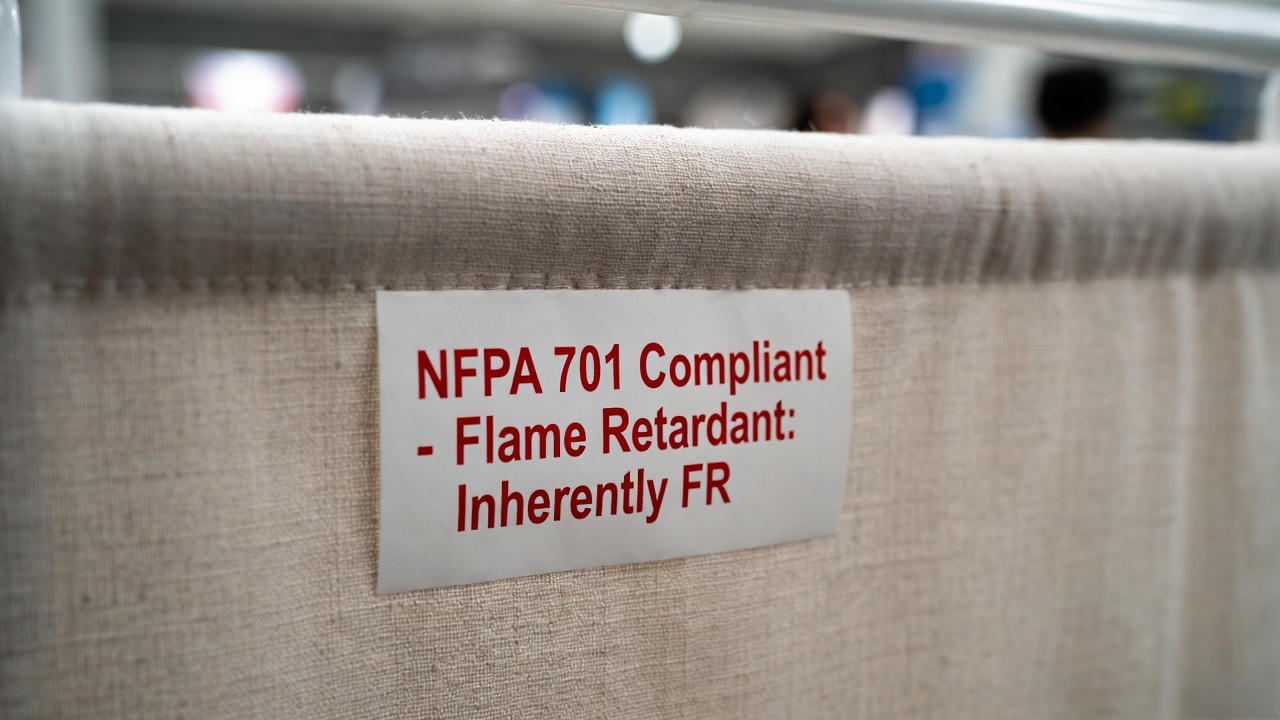 NFPA 701 Compliant
- Flame Retardant:
Inherently FR